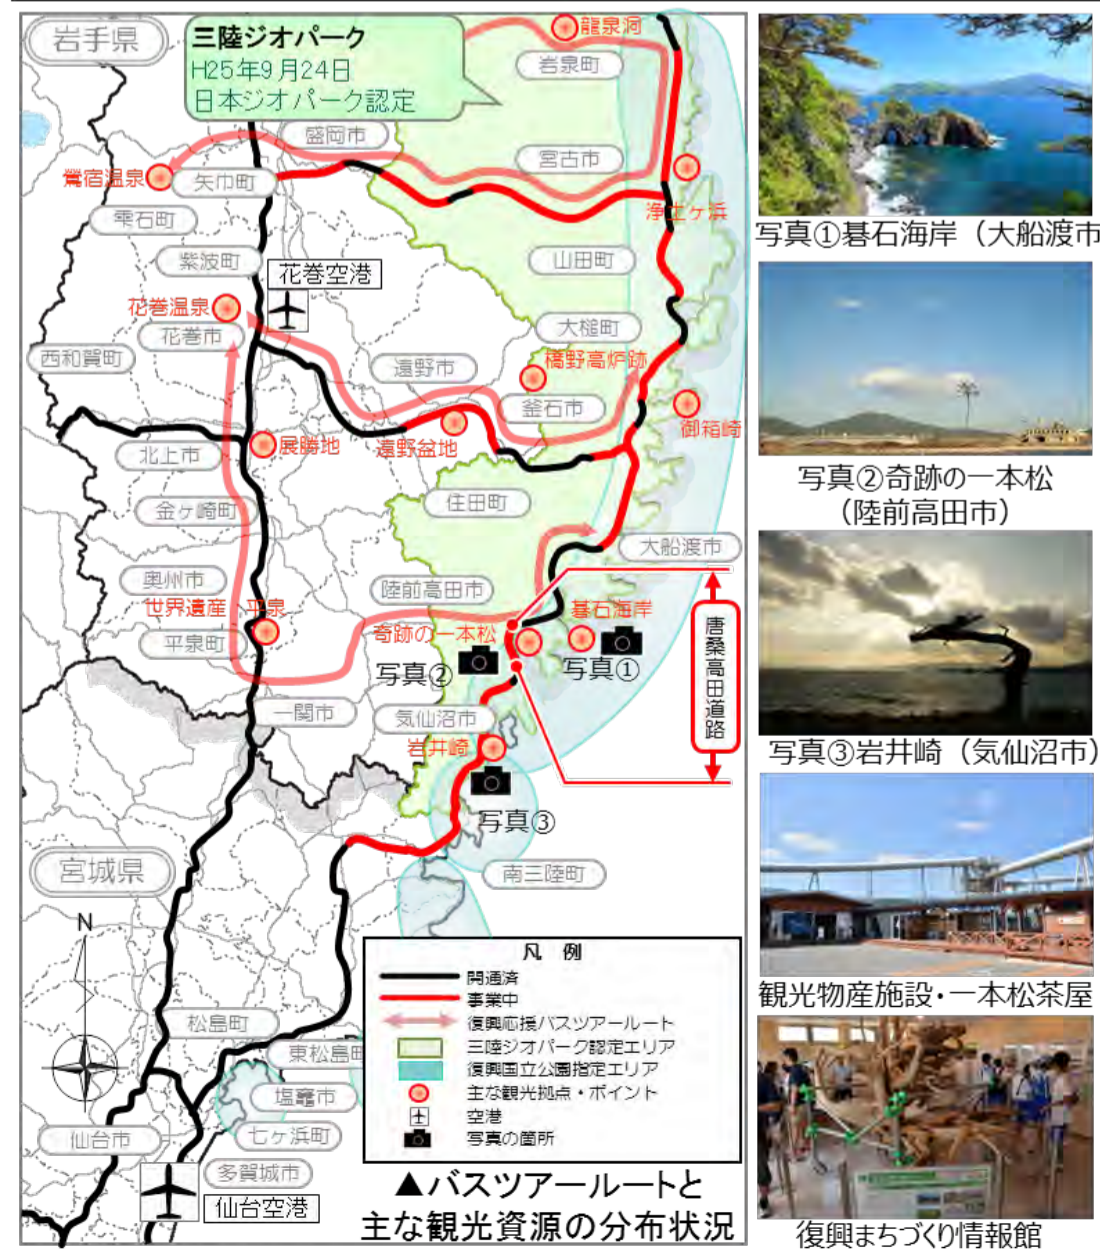 岩手県
三陸ジオパーク
H25年9月24日
日本ジオパーク認定
龍泉洞
岩泉町
盛岡市
宮古市
鶯宿温泉
矢巾町
浄土ヶ浜
雫石町
紫波町
花巻空港
山田町
花巻温泉
花巻市
大槌町
西和賀町
遠野市
橋野高炉跡
釜石市
御箱崎
展勝地
遠野盆地
北上市
住田町
金ヶ崎町
大船渡市
奥州市
陸前高田市
世界遺産 平泉
碁石海岸
奇跡の一本松
平泉町
写真②
写真①
唐桑高田道路
一関市
気仙沼市
岩井崎
写真③
宮城県
南三陸町
N
松島町
東松島町
塩竈市
七ヶ浜町
仙台市
多賀城市
仙台空港
凡 例
開通済
事業中
復興応援バスツアールート
三陸ジオパーク認定エリア
復興国立公園指定エリア
主な観光拠点・ポイント
空港
写真の箇所
▲バスツアールートと
主な観光資源の分布状況
写真①碁石海岸（大船渡市
写真②奇跡の一本松
（陸前高田市）
写真③岩井崎（気仙沼市）
観光物産施設・一本松茶屋
復興まちづくり情報館